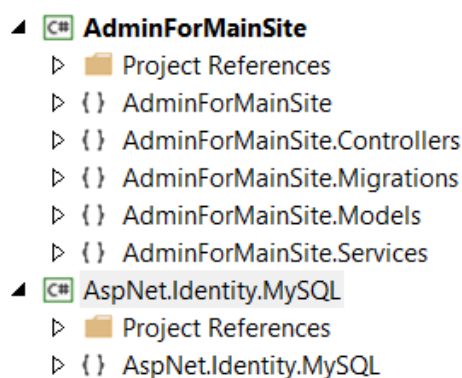 C# AdminForMainSite
Project References
{ } AdminForMainSite
{ } AdminForMainSite.Controllers
{ } AdminForMainSite.Migrations
{ } AdminForMainSite.Models
{ } AdminForMainSite.Services
C# AspNet.Identity.MySQL
Project References
{ } AspNet.Identity.MySQL